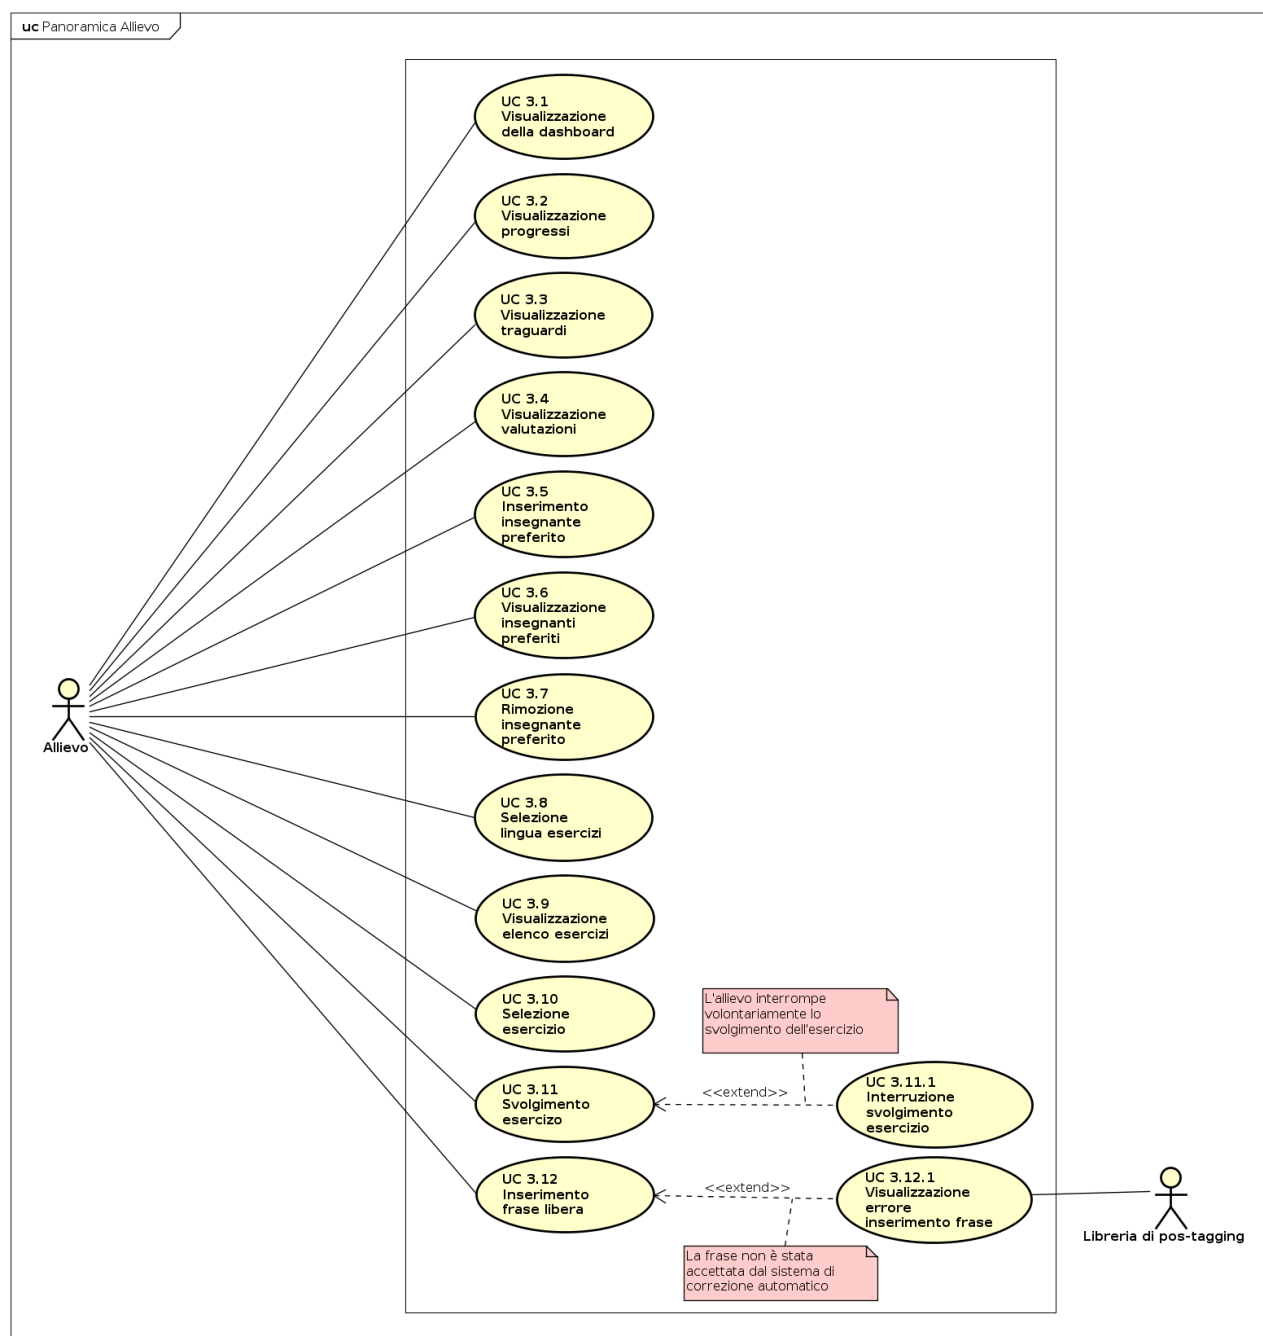 uc Panoramica Allievo
UC 3.1
Visualizzazione
della dashboard
UC 3.2
Visualizzazione
progressi
UC 3.3
Visualizzazione
traguardi
UC 3.4
Visualizzazione
valutazioni
UC 3.5
Inserimento
insegnante
preferito
UC 3.6
Visualizzazione
insegnanti
preferiti
Allievo
UC 3.7
Rimozione
insegnante
preferito
UC 3.8
Selezione
lingua esercizi
UC 3.9
Visualizzazione
elenco esercizi
UC 3.10
Selezione
esercizio
L'allievo interrompe
volontariamente lo
svolgimento dell'esercizio
UC 3.11
Svolgimento
esercizo
<<extend>>
UC 3.11.1
Interruzione
svolgimento
esercizio
UC 3.12
Inserimento
frase libera
<<extend>>
UC 3.12.1
Visualizzazione
errore
inserimento frase
Libreria di pos-tagging
La frase non è stata
accettata dal sistema di
correzione automatico